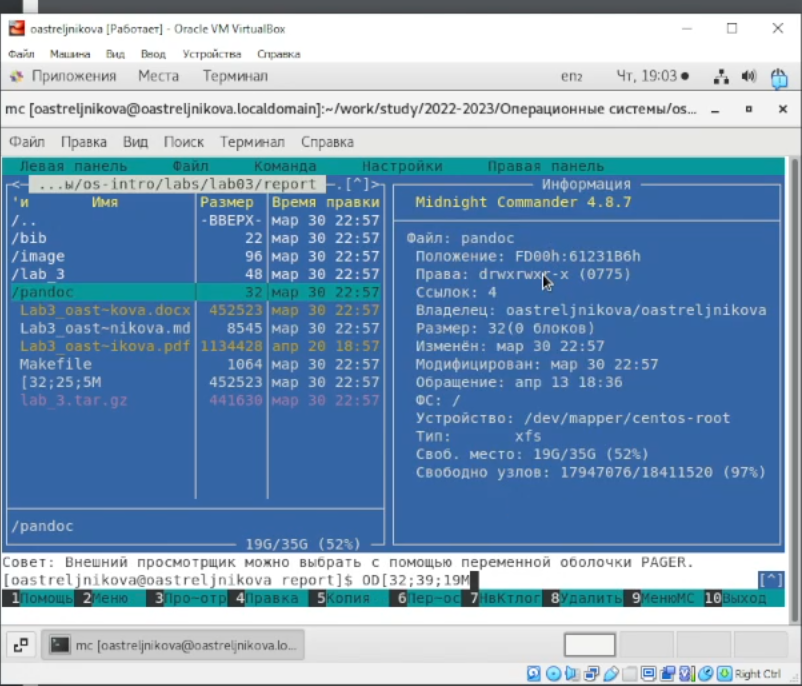 oastreljnikova [Работает] - Oracle VM VirtualBox
Файл Машина Вид Ввод Устройства Справка
Приложения Места Терминал en₂ Чт, 19:03
mc [oastreljnikova@oastreljnikova.localdomain]:~/work/study/2022-2023/Операционные системы/os...
Файл Правка Вид Поиск Терминал Справка
Левая панель Файл Команда Настройки Правая панель
<— ...ы/os-intro/labs/lab03/report —.[^]>
'и Имя Размер Время правки
/.. -ВВЕРХ- мар 30 22:57
/bib 22 мар 30 22:57
/image 96 мар 30 22:57
/lab_3 48 мар 30 22:57
/pandoc 32 мар 30 22:57
Lab3_oast~kova.docx 452523 мар 30 22:57
Lab3_oast~nikova.md 8545 мар 30 22:57
Lab3_oast~ikova.pdf 1134428 апр 20 18:57
Makefile 1064 мар 30 22:57
[32;25;5M 452523 мар 30 22:57
lab_3.tar.gz 441630 мар 30 22:57
/pandoc
19G/35G (52%)
Информация
Midnight Commander 4.8.7
Файл: pandoc
Положение: FD00h:61231B6h
Права: drwxrwxr-x (0775)
Ссылок: 4
Владелец: oastreljnikova/oastreljnikova
Размер: 32(0 блоков)
Изменён: мар 30 22:57
Модифицирован: мар 30 22:57
Обращение: апр 13 18:36
ФС: /
Устройство: /dev/mapper/centos-root
Тип: xfs
Своб. место: 19G/35G (52%)
Свободно узлов: 17947076/18411520 (97%)
Совет: Внешний просмотрщик можно выбрать с помощью переменной оболочки PAGER.
[oastreljnikova@oastreljnikova report]$ OD[32;39;19M [^]
1Помощь 2Меню 3Про~отр 4Правка 5Копия 6Пер~ос 7НвКтлог 8Удалить 9МенюMC 10Выход
mc [oastreljnikova@oastreljnikova.lo...
Right Ctrl